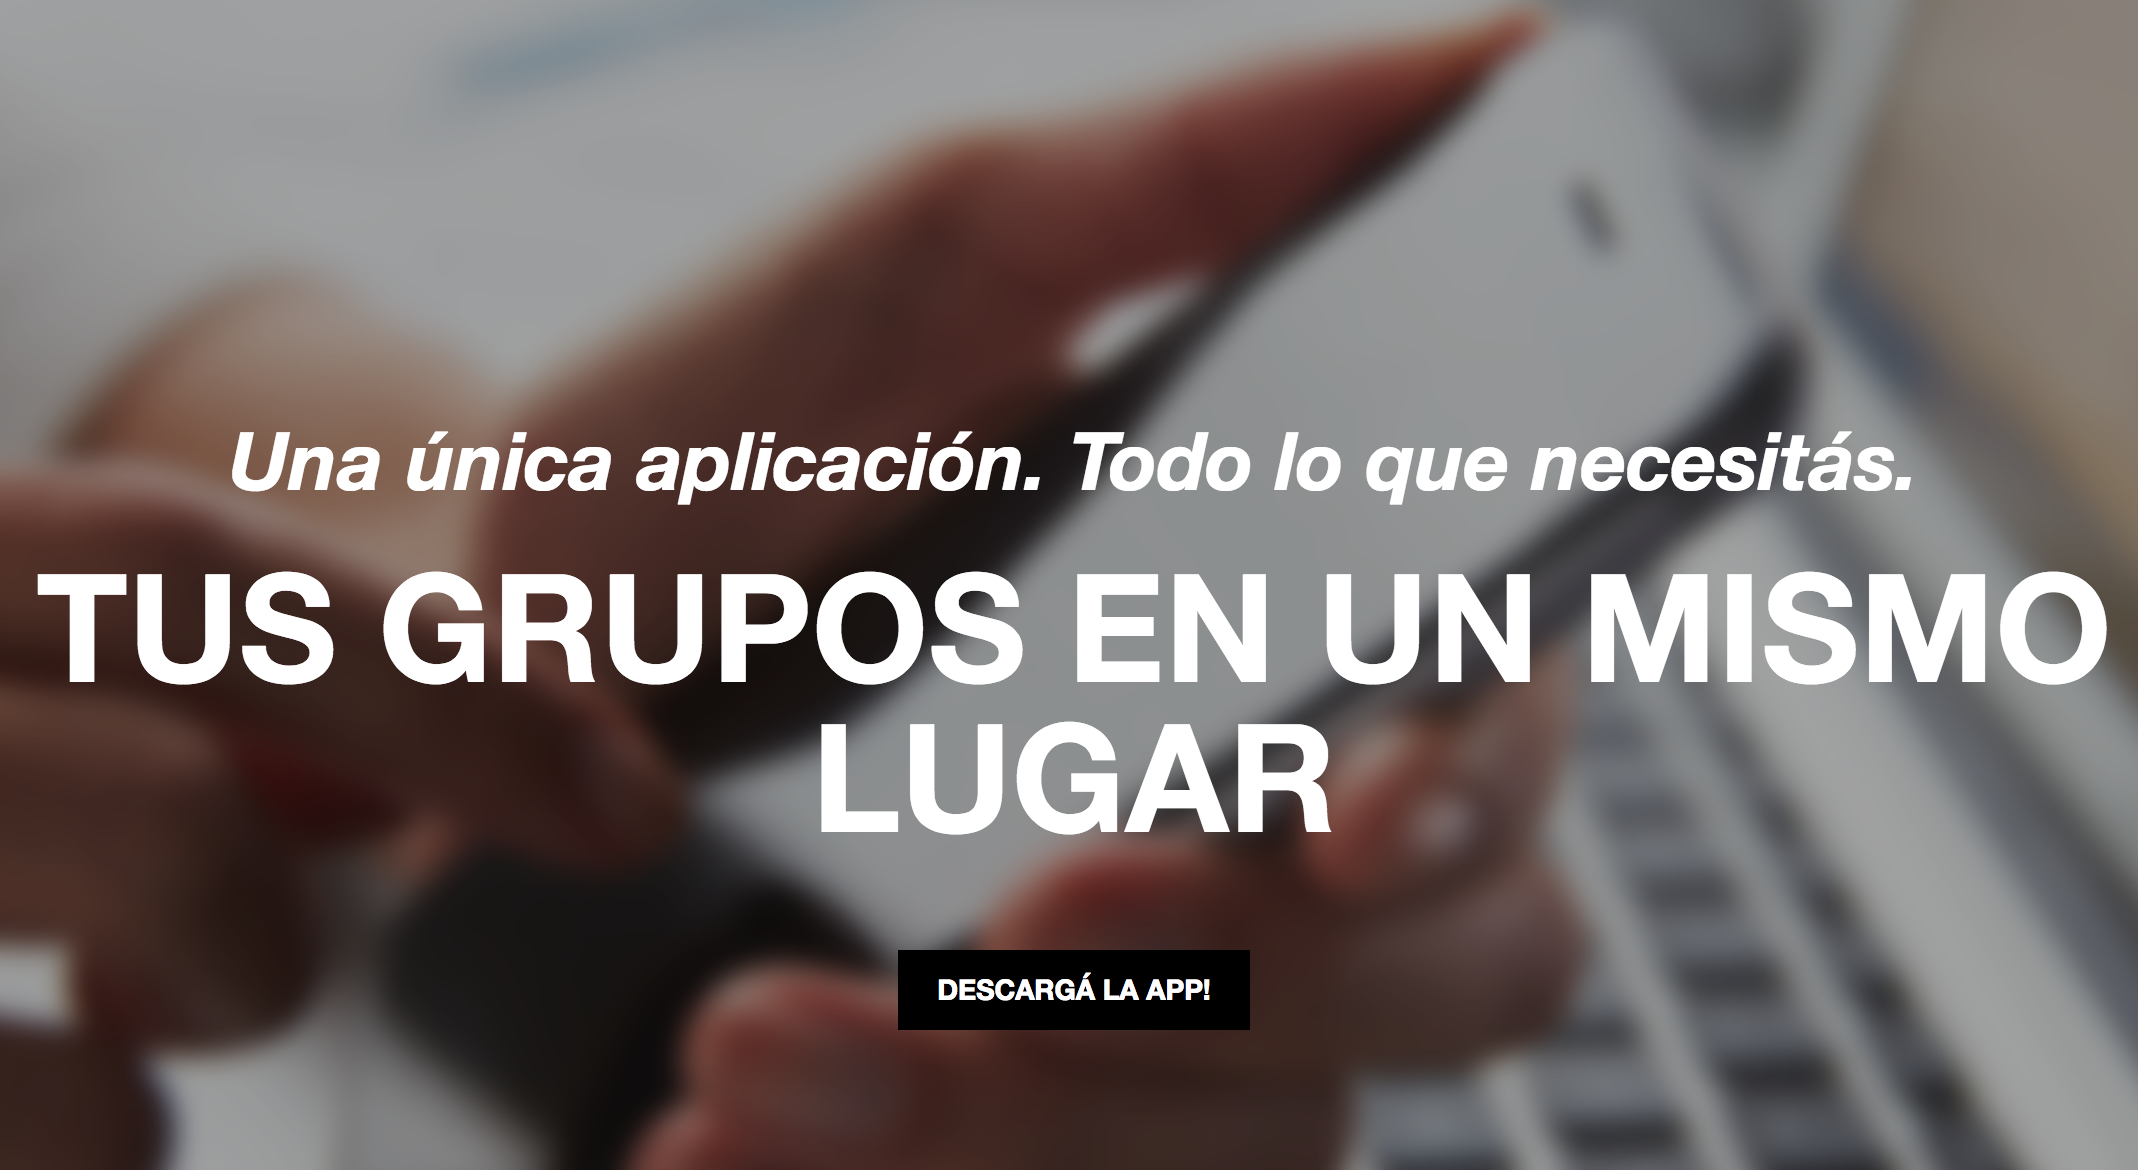 Una única aplicación. Todo lo que necesitás.
TUS GRUPOS EN UN MISMO
LUGAR
DESCARGÁ LA APP!